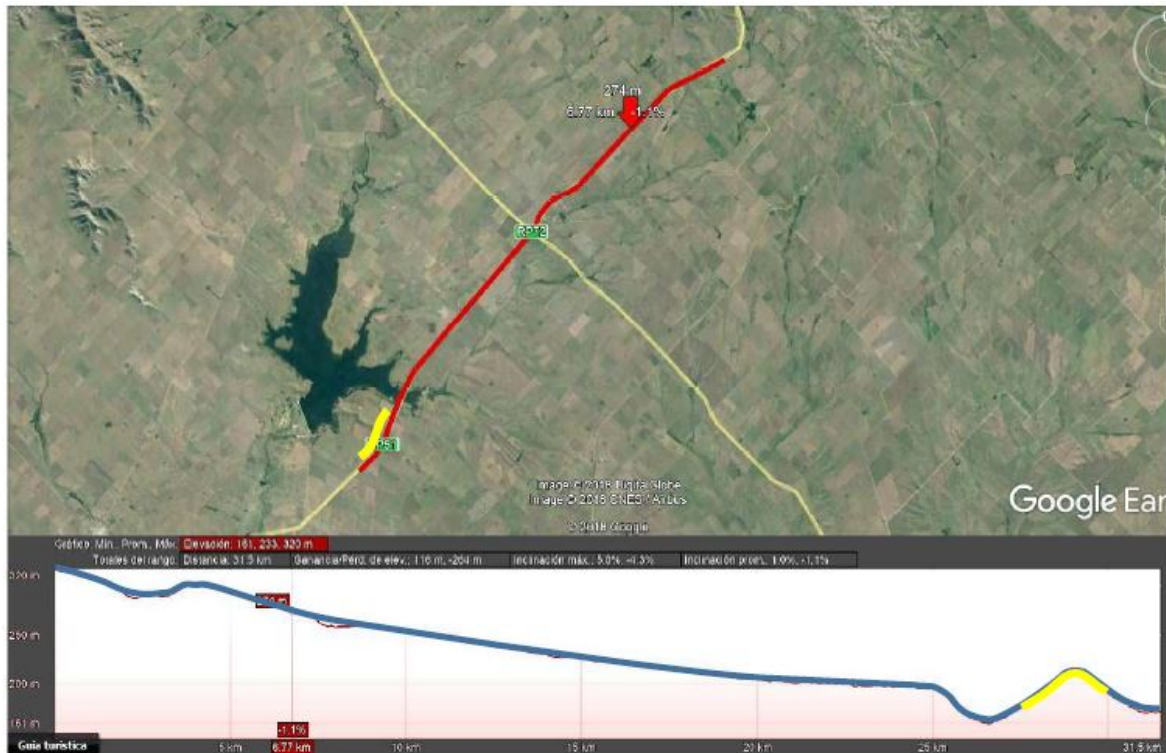 274 m
6.77 km -1.1%
RP72
P51
Image © 2018 DigitalGlobe
Image © 2018 CNES / Airbus
© 2018 Google
Google Ear
Gráfico: Mín., Prom., Máx. Elevación: 161, 233, 320 m
Totales del rango: Distancia: 31.5 km Ganancia/Pérd. de elev.: 116 m, -264 m Inclinación máx.: 5.0%, -4.3% Inclinación prom.: 1.0%, -1.1%
320 m
274 m
250 m
200 m
161 m
-1.1%
Guía turística 5 km 6.77 km 10 km 15 km 20 km 25 km 31.5 km